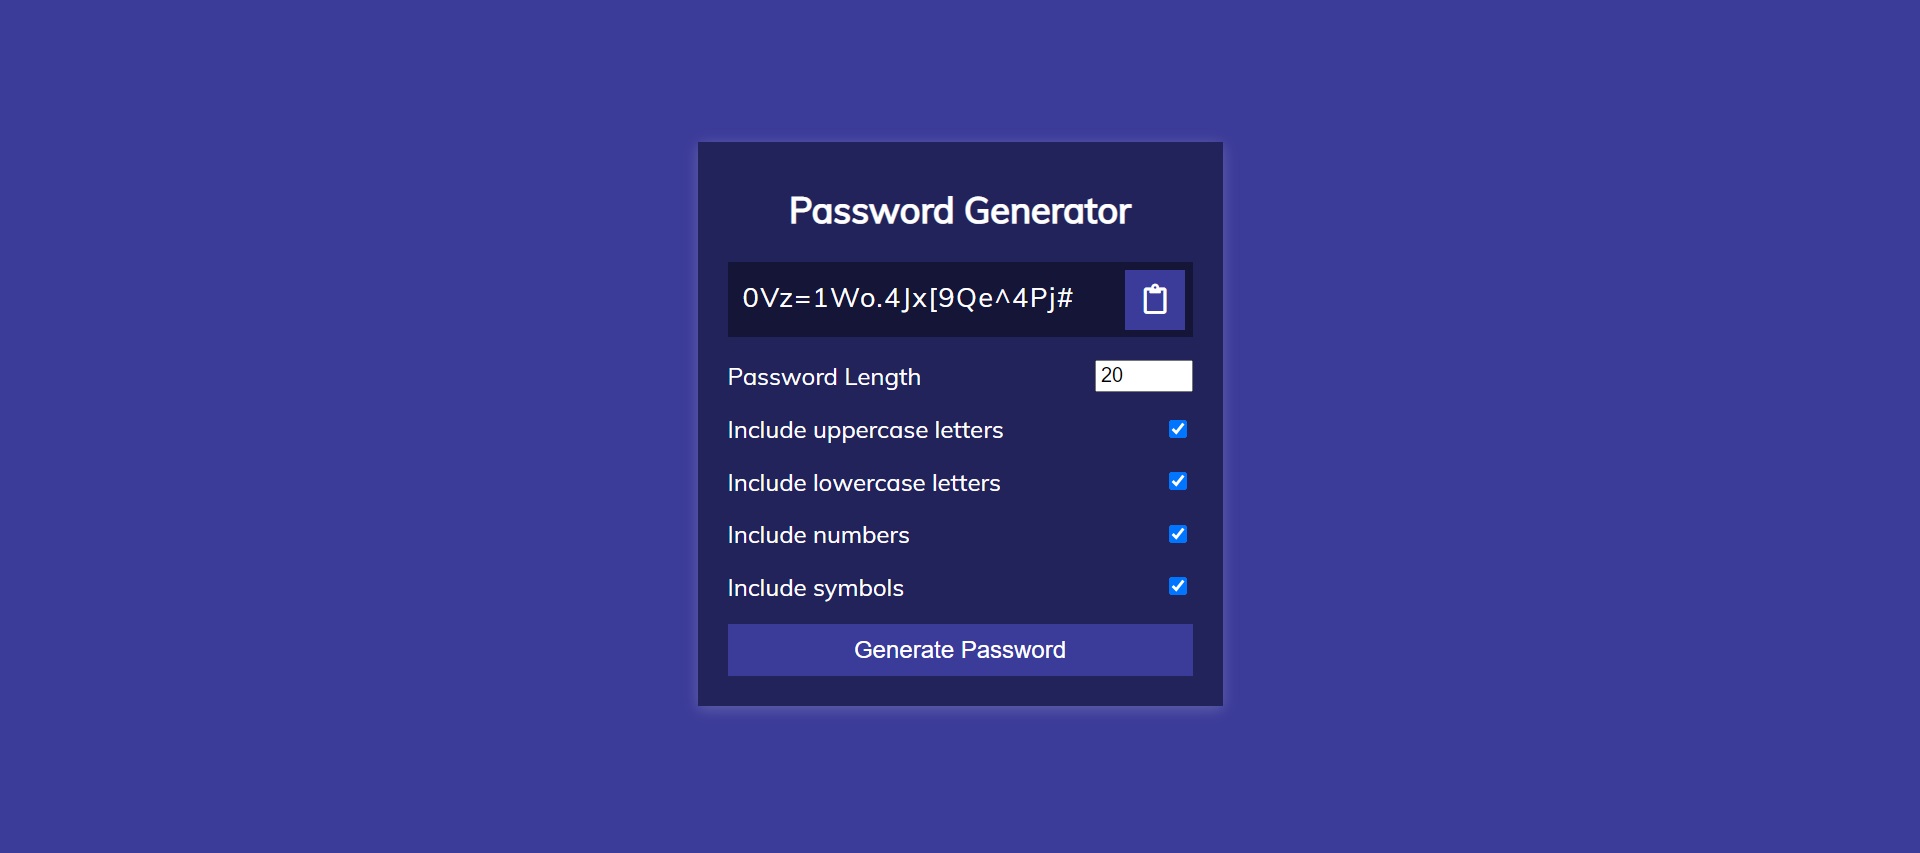 Password Generator
0Vz=1Wo.4Jx[9Qe^4Pj#
Password Length
20
Include uppercase letters
Include lowercase letters
Include numbers
Include symbols
Generate Password